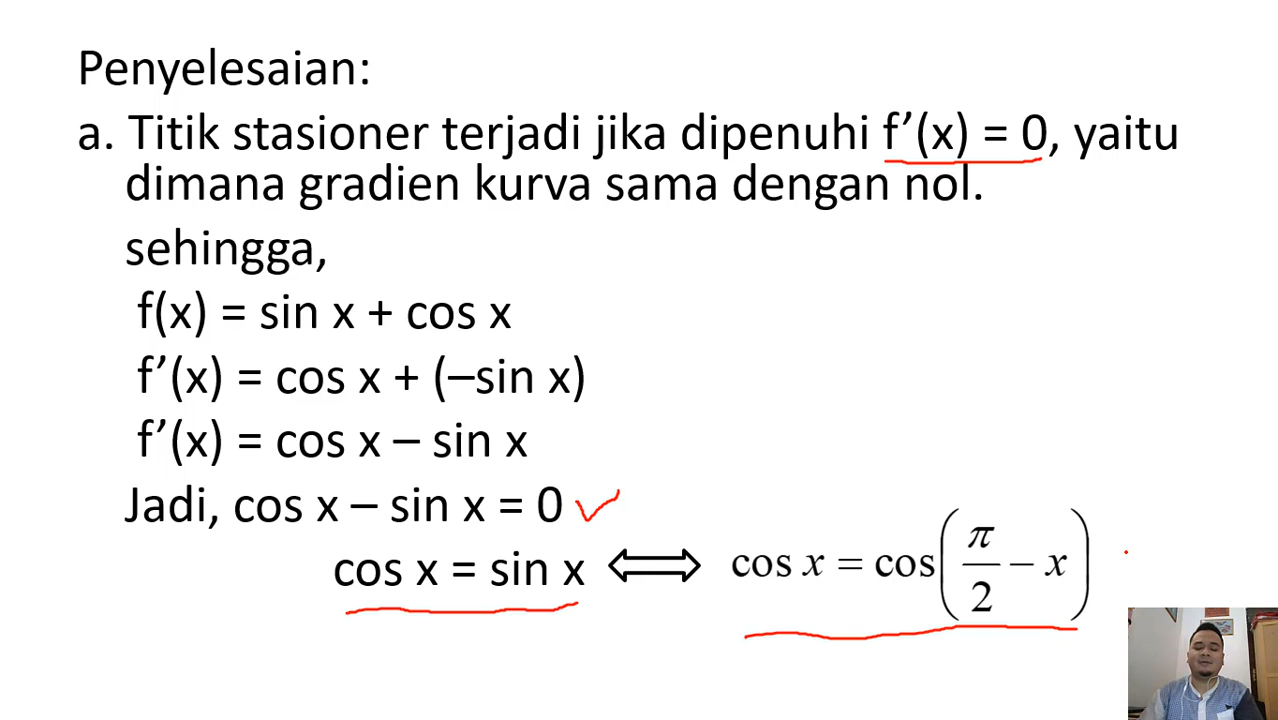 Penyelesaian:
a. Titik stasioner terjadi jika dipenuhi f’(x) = 0, yaitu
dimana gradien kurva sama dengan nol.
sehingga,
f(x) = sin x + cos x
f’(x) = cos x + (–sin x)
f’(x) = cos x – sin x
Jadi, cos x – sin x = 0 ✓
cos x = sin x ⟺ cos x = cos(π/2 – x)